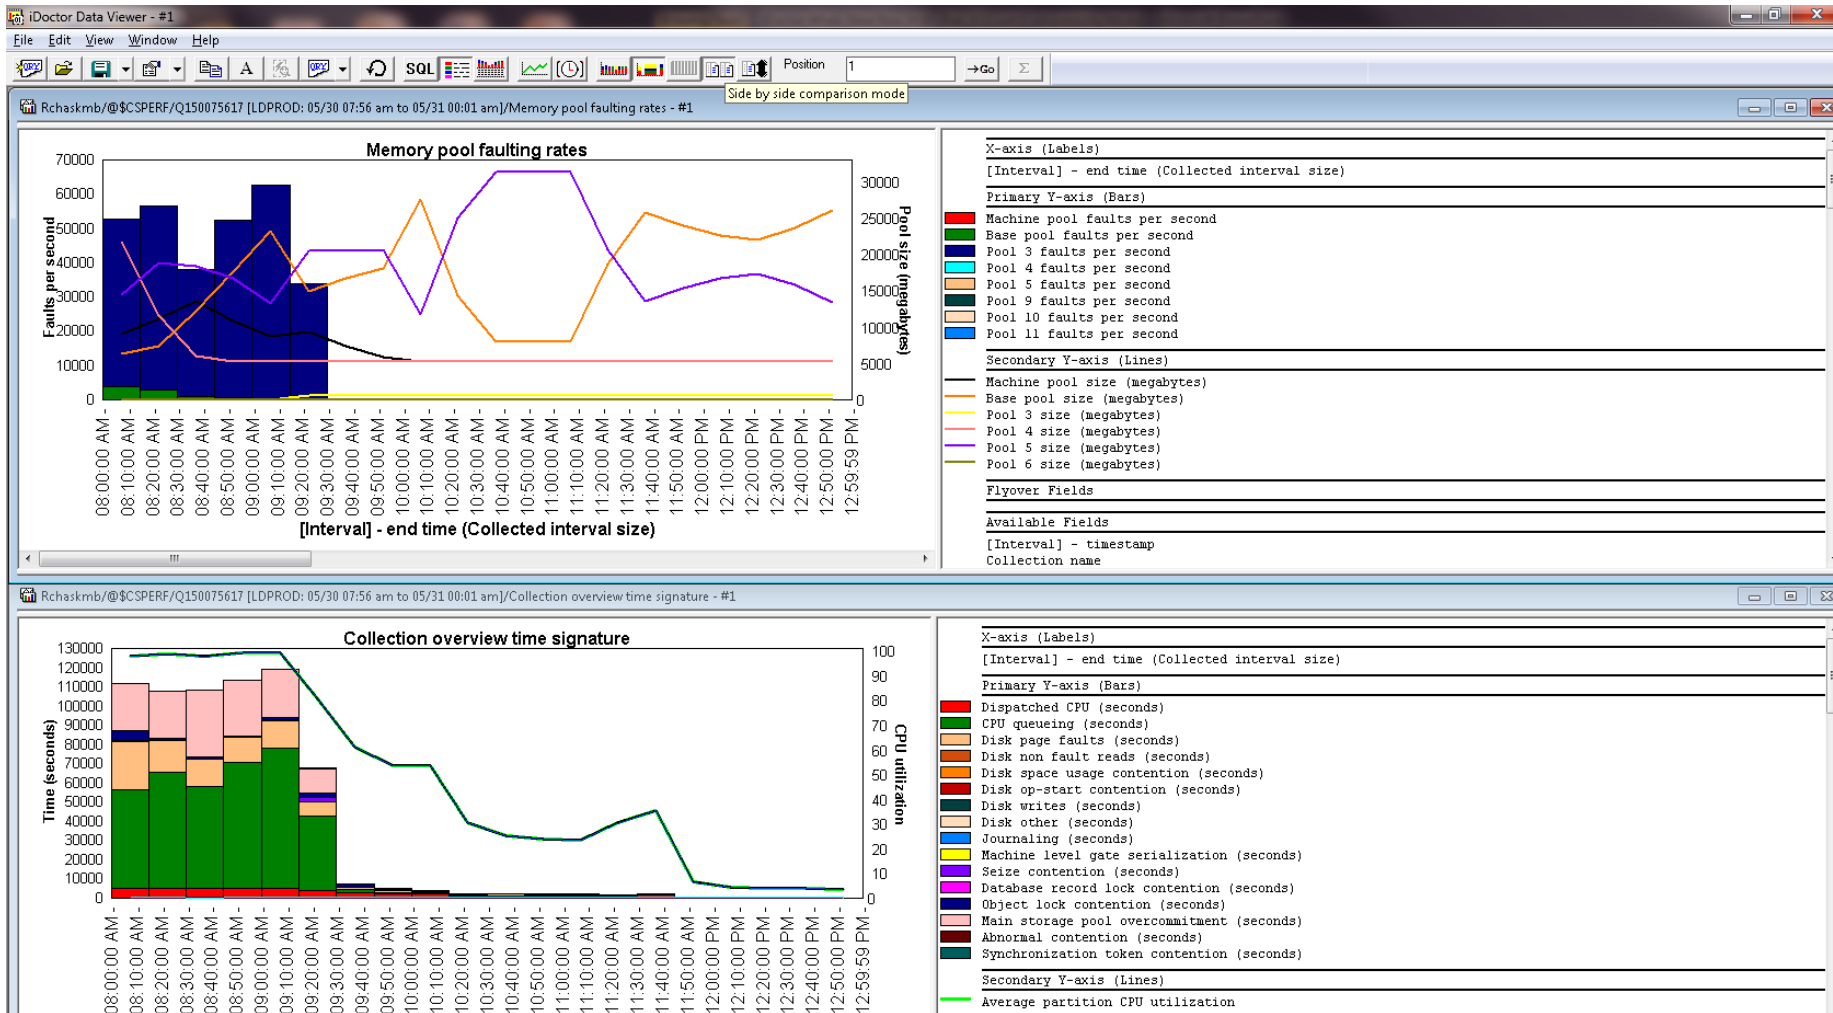 iDoctor Data Viewer - #1
File Edit View Window Help
SQL Position 1 Go Σ
Side by side comparison mode
Rchaskmb/@$CSPERF/Q150075617 [LDPROD: 05/30 07:56 am to 05/31 00:01 am]/Memory pool faulting rates - #1
Memory pool faulting rates
Faults per second
70000
60000
50000
40000
30000
20000
10000
0
Pool size (megabytes)
30000
25000
20000
15000
10000
5000
0
08:00:00 AM
08:10:00 AM
08:20:00 AM
08:30:00 AM
08:40:00 AM
08:50:00 AM
09:00:00 AM
09:10:00 AM
09:20:00 AM
09:30:00 AM
09:40:00 AM
09:50:00 AM
10:00:00 AM
10:10:00 AM
10:20:00 AM
10:30:00 AM
10:40:00 AM
10:50:00 AM
11:00:00 AM
11:10:00 AM
11:20:00 AM
11:30:00 AM
11:40:00 AM
11:50:00 AM
12:00:00 PM
12:10:00 PM
12:20:00 PM
12:30:00 PM
12:40:00 PM
12:50:00 PM
12:59:59 PM
[Interval] - end time (Collected interval size)
X-axis (Labels)
[Interval] - end time (Collected interval size)
Primary Y-axis (Bars)
Machine pool faults per second
Base pool faults per second
Pool 3 faults per second
Pool 4 faults per second
Pool 5 faults per second
Pool 9 faults per second
Pool 10 faults per second
Pool 11 faults per second
Secondary Y-axis (Lines)
Machine pool size (megabytes)
Base pool size (megabytes)
Pool 3 size (megabytes)
Pool 4 size (megabytes)
Pool 5 size (megabytes)
Pool 6 size (megabytes)
Flyover Fields
Available Fields
[Interval] - timestamp
Collection name
Rchaskmb/@$CSPERF/Q150075617 [LDPROD: 05/30 07:56 am to 05/31 00:01 am]/Collection overview time signature - #1
Collection overview time signature
Time (seconds)
130000
120000
110000
100000
90000
80000
70000
60000
50000
40000
30000
20000
10000
0
CPU utilization
100
90
80
70
60
50
40
30
20
10
0
08:00:00 AM
08:10:00 AM
08:20:00 AM
08:30:00 AM
08:40:00 AM
08:50:00 AM
09:00:00 AM
09:10:00 AM
09:20:00 AM
09:30:00 AM
09:40:00 AM
09:50:00 AM
10:00:00 AM
10:10:00 AM
10:20:00 AM
10:30:00 AM
10:40:00 AM
10:50:00 AM
11:00:00 AM
11:10:00 AM
11:20:00 AM
11:30:00 AM
11:40:00 AM
11:50:00 AM
12:00:00 PM
12:10:00 PM
12:20:00 PM
12:30:00 PM
12:40:00 PM
12:50:00 PM
12:59:59 PM
X-axis (Labels)
[Interval] - end time (Collected interval size)
Primary Y-axis (Bars)
Dispatched CPU (seconds)
CPU queueing (seconds)
Disk page faults (seconds)
Disk non fault reads (seconds)
Disk space usage contention (seconds)
Disk op-start contention (seconds)
Disk writes (seconds)
Disk other (seconds)
Journaling (seconds)
Machine level gate serialization (seconds)
Seize contention (seconds)
Database record lock contention (seconds)
Object lock contention (seconds)
Main storage pool overcommitment (seconds)
Abnormal contention (seconds)
Synchronization token contention (seconds)
Secondary Y-axis (Lines)
Average partition CPU utilization